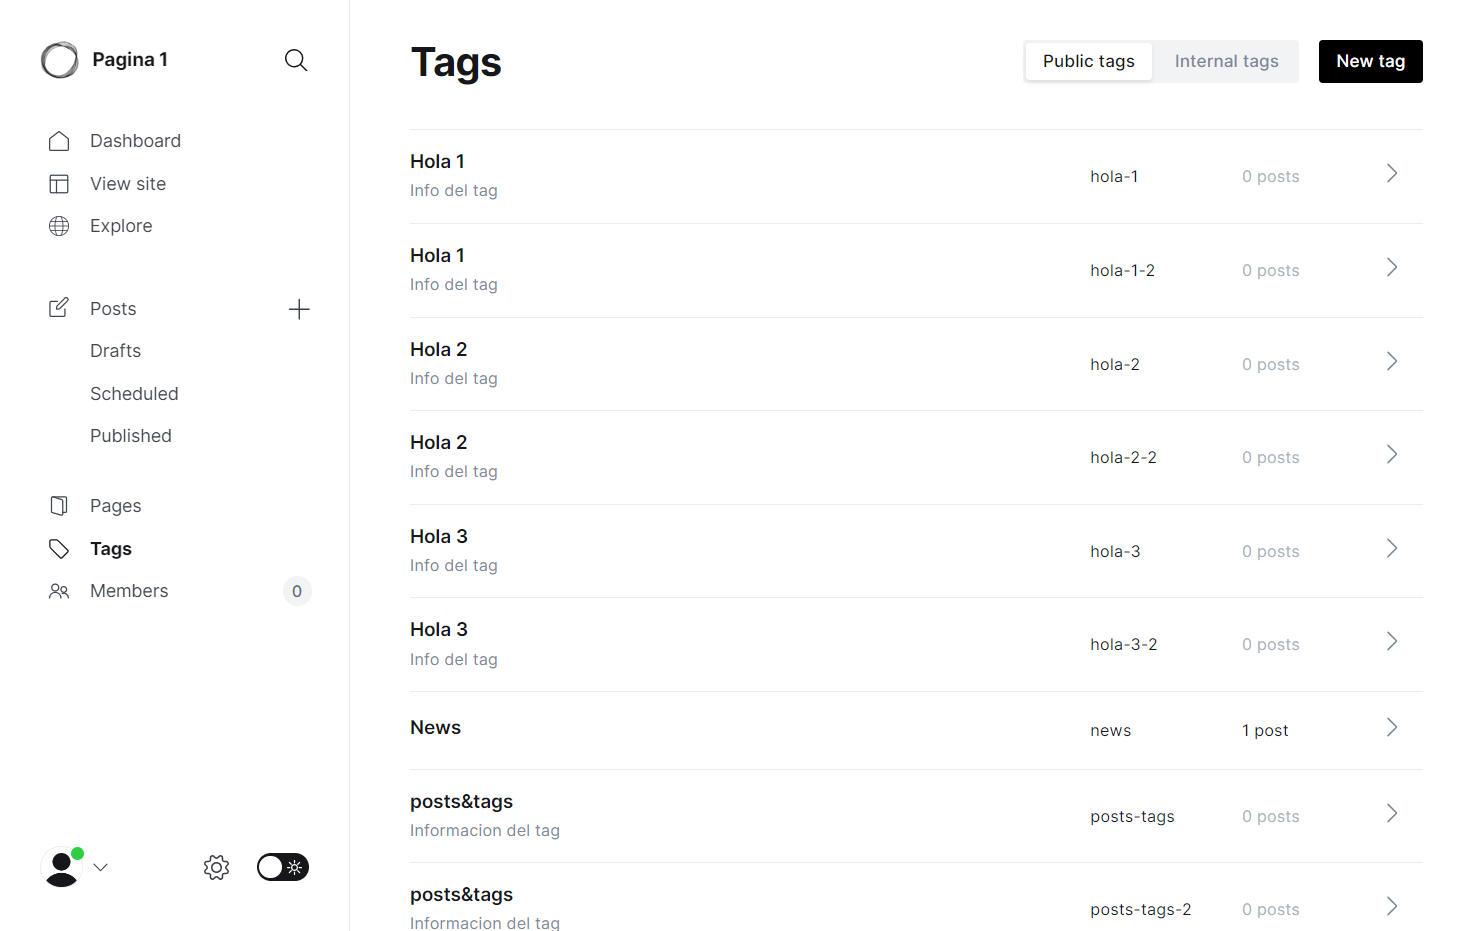 Pagina 1
Dashboard
View site
Explore
Posts
Drafts
Scheduled
Published
Pages
Tags
Members 0
Tags
Public tags Internal tags New tag
Hola 1
Info del tag
hola-1 0 posts
Hola 1
Info del tag
hola-1-2 0 posts
Hola 2
Info del tag
hola-2 0 posts
Hola 2
Info del tag
hola-2-2 0 posts
Hola 3
Info del tag
hola-3 0 posts
Hola 3
Info del tag
hola-3-2 0 posts
News news 1 post
posts&tags
Informacion del tag
posts-tags 0 posts
posts&tags
Informacion del tag
posts-tags-2 0 posts